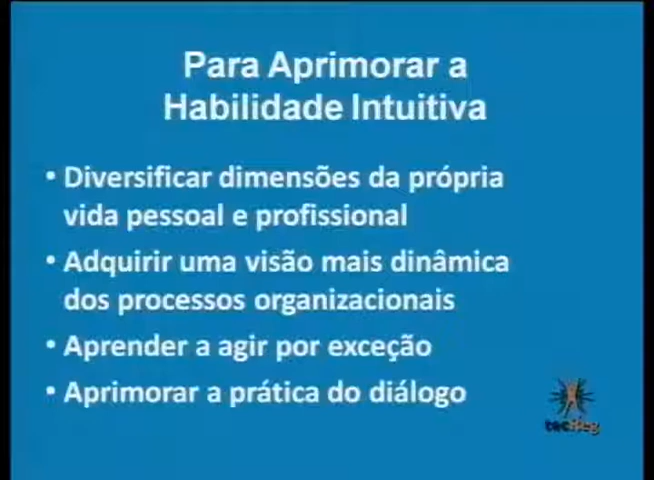 Para Aprimorar a
Habilidade Intuitiva
• Diversificar dimensões da própria
vida pessoal e profissional
• Adquirir uma visão mais dinâmica
dos processos organizacionais
• Aprender a agir por exceção
• Aprimorar a prática do diálogo